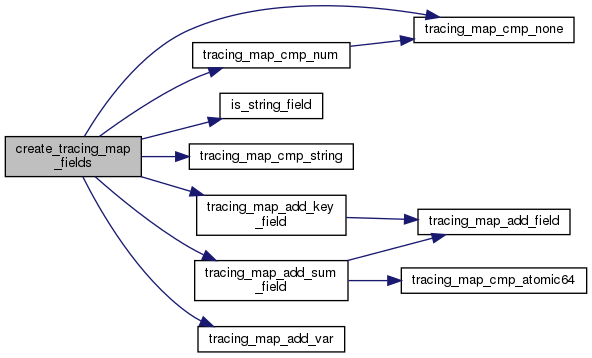 tracing_map_cmp_none
tracing_map_cmp_num
is_string_field
create_tracing_map
_fields
tracing_map_cmp_string
tracing_map_add_key
_field
tracing_map_add_field
tracing_map_add_sum
_field
tracing_map_cmp_atomic64
tracing_map_add_var